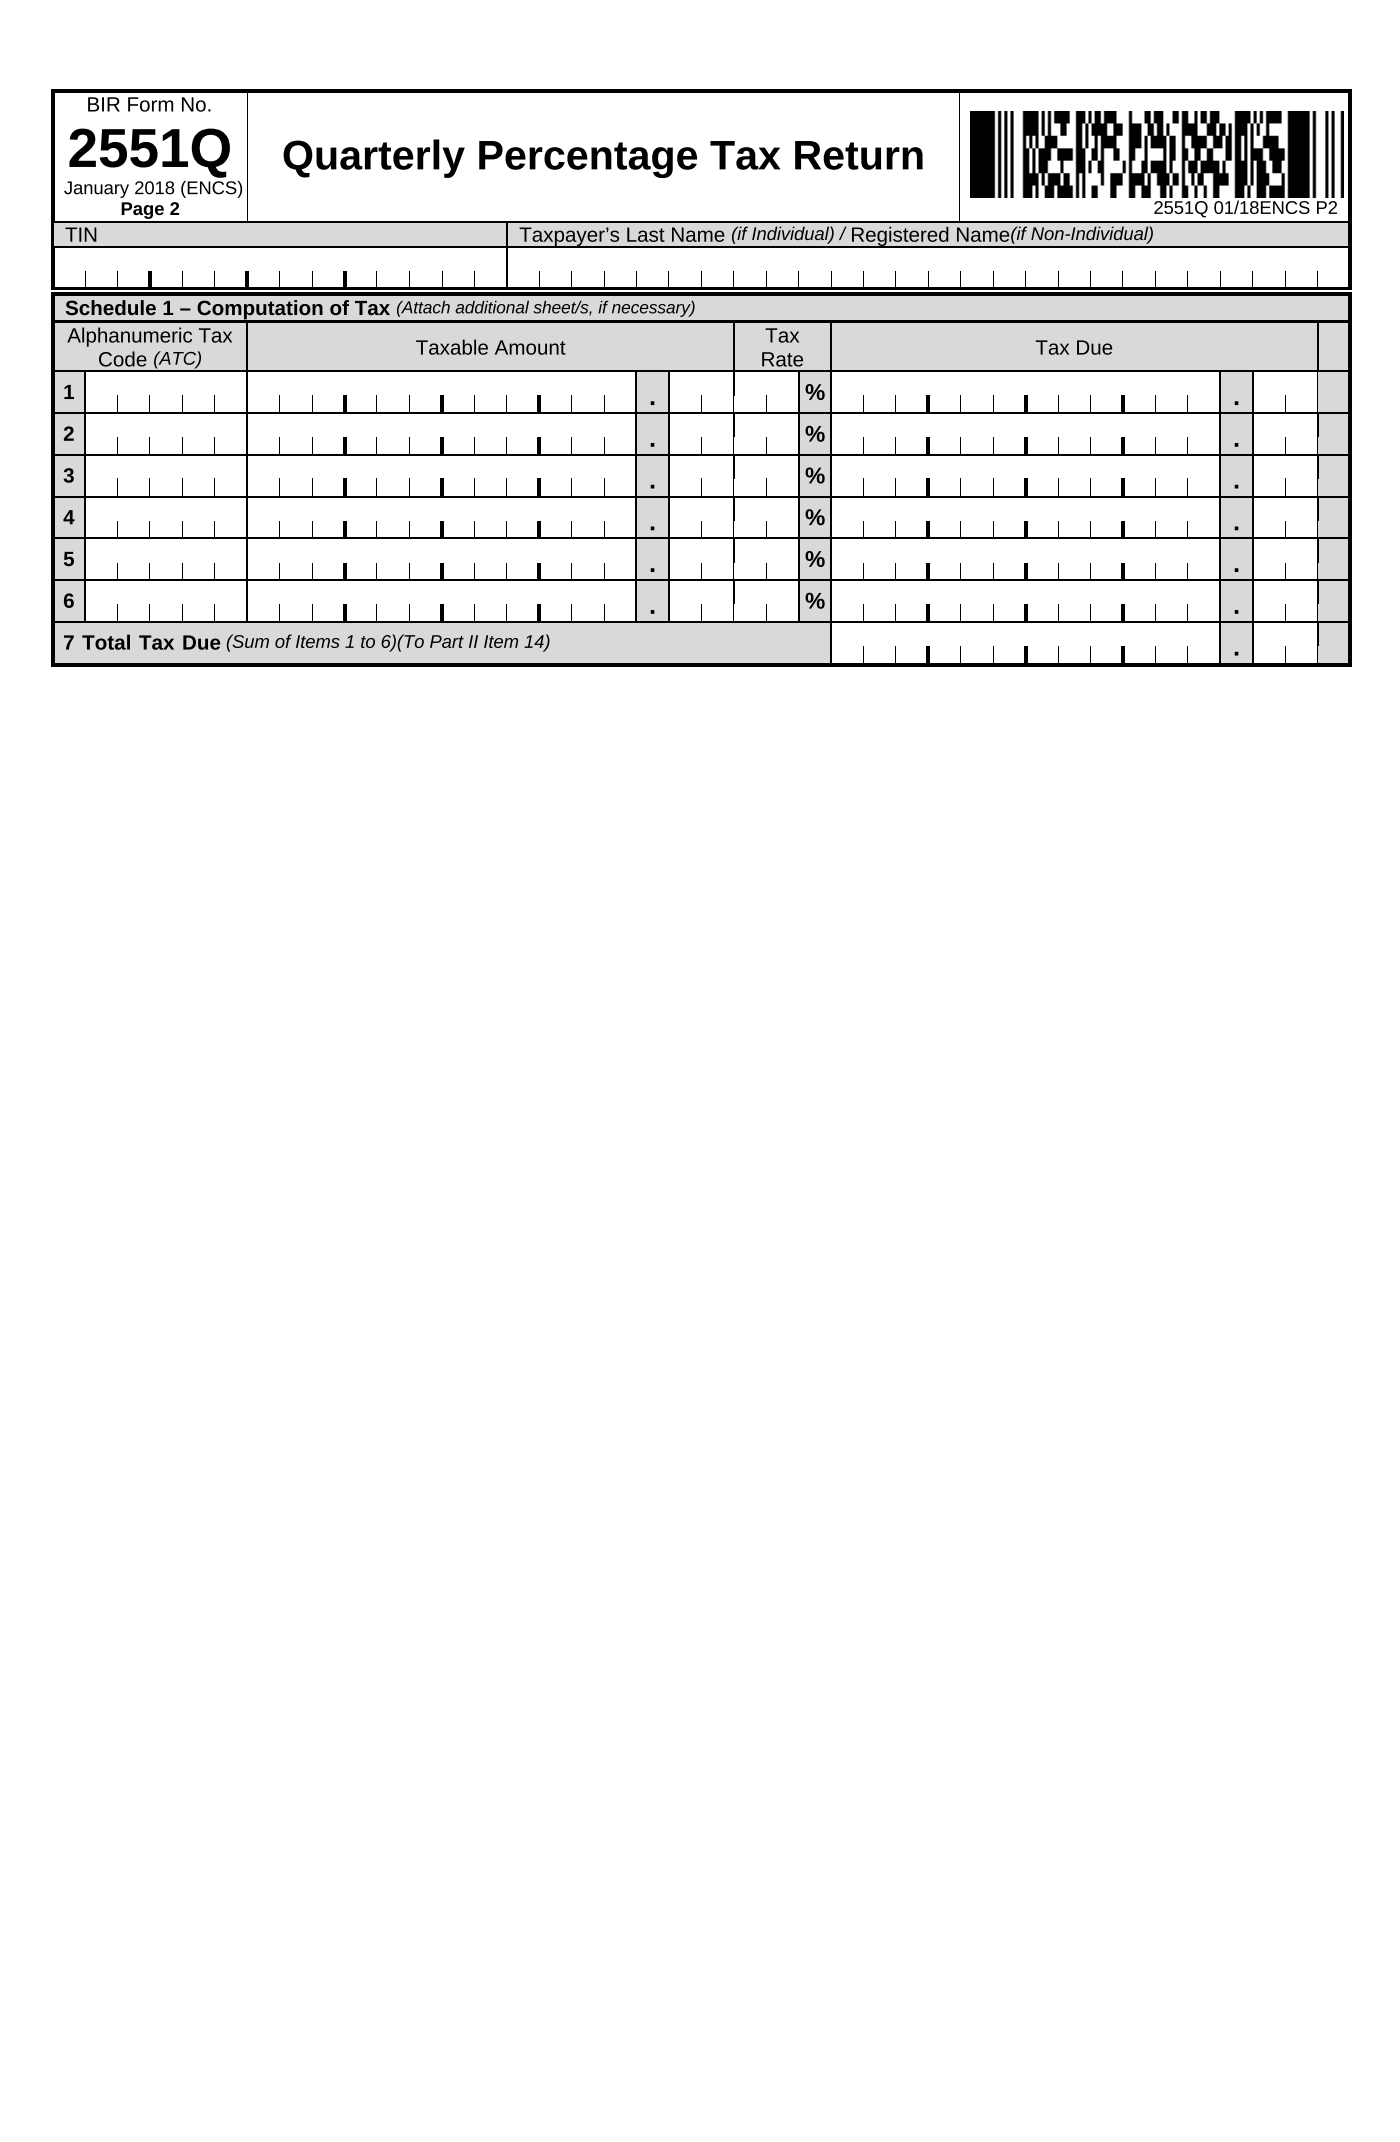 BIR Form No.
2551Q
January 2018 (ENCS)
Page 2
Quarterly Percentage Tax Return
2551Q 01/18ENCS P2
TIN
Taxpayer’s Last Name (if Individual) / Registered Name(if Non-Individual)
Schedule 1 – Computation of Tax (Attach additional sheet/s, if necessary)
Alphanumeric Tax
Code (ATC)
Taxable Amount
Tax
Rate
Tax Due
1 . % .
2 . % .
3 . % .
4 . % .
5 . % .
6 . % .
7 Total Tax Due (Sum of Items 1 to 6)(To Part II Item 14) .